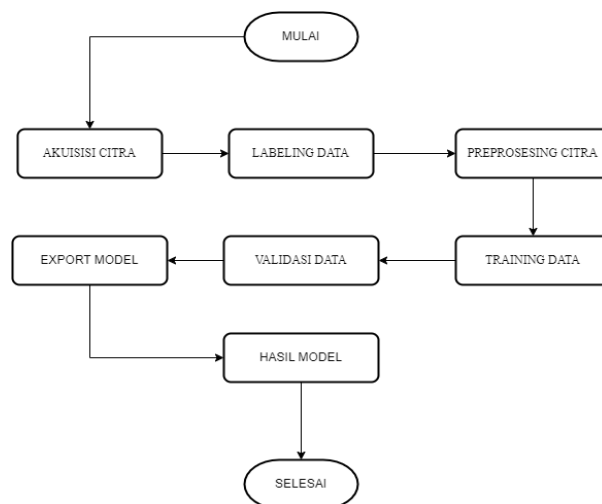 MULAI
AKUISISI CITRA
LABELING DATA
PREPROSESING CITRA
TRAINING DATA
VALIDASI DATA
EXPORT MODEL
HASIL MODEL
SELESAI